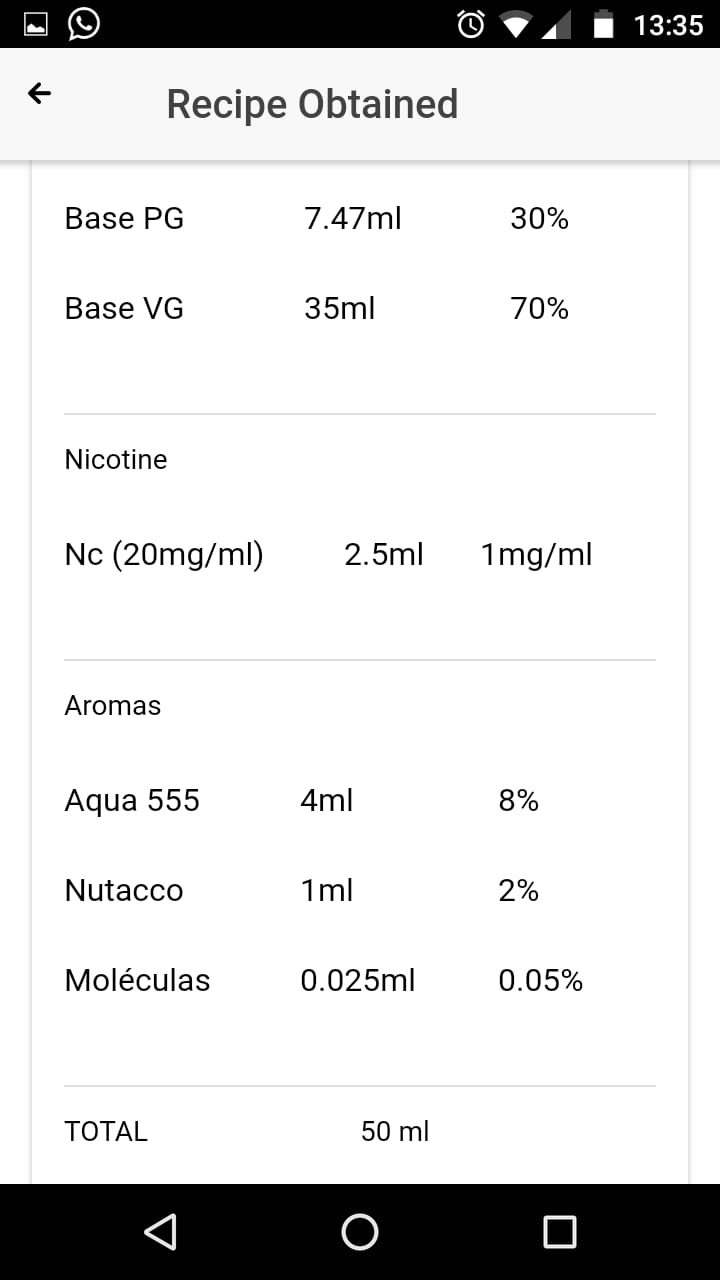 13:35
Recipe Obtained
Base PG 7.47ml 30%
Base VG 35ml 70%
Nicotine
Nc (20mg/ml) 2.5ml 1mg/ml
Aromas
Aqua 555 4ml 8%
Nutacco 1ml 2%
Moléculas 0.025ml 0.05%
TOTAL 50 ml